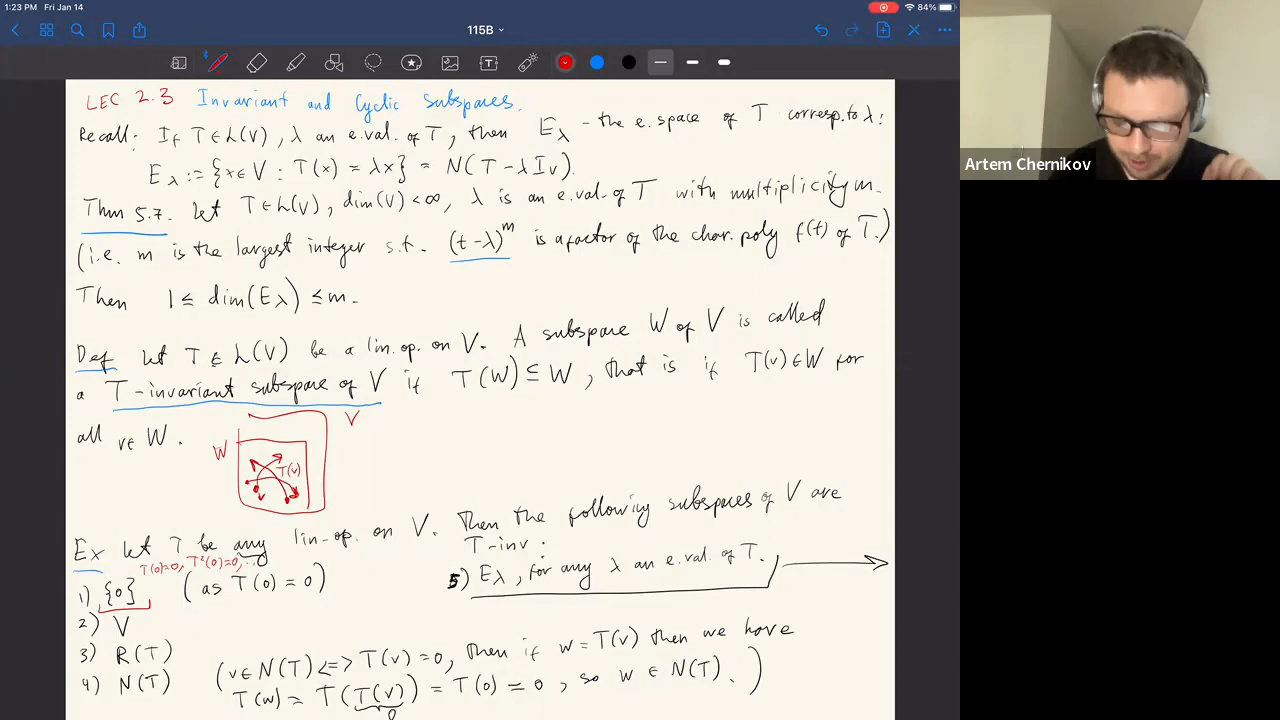 1:23 PM Fri Jan 14
84%
115B
Artem Chernikov
LEC 2.3 Invariant and Cyclic Subspaces.
Recall: If T∈L(V), λ an e.val. of T, then E_λ - the e.space of T corresp. to λ:
E_λ := {x∈V : T(x) = λx} = N(T - λI_V).
Thm 5.7. Let T∈L(V), dim(V)<∞, λ is an e.val. of T with multiplicity m.
(i.e. m is the largest integer s.t. (t-λ)^m is a factor of the char. poly f(t) of T.)
Then 1 ≤ dim(E_λ) ≤ m.
Def Let T ∈ L(V) be a lin. op. on V. A subspace W of V is called
a T-invariant subspace of V if T(W) ⊆ W, that is if T(v)∈W for
all v∈W.
V
W
T(v)
v
Ex Let T be any lin. op. on V. Then the following subspaces of V are
T-inv.
T(0)=0, T²(0)=0, ...
1) {0} (as T(0) = 0)
5) E_λ, for any λ an e.val. of T.
2) V
3) R(T)
4) N(T) (v∈N(T) <=> T(v)=0, then if w = T(v) then we have
T(w) = T(T(v)) = T(0) = 0, so w ∈ N(T).)
0